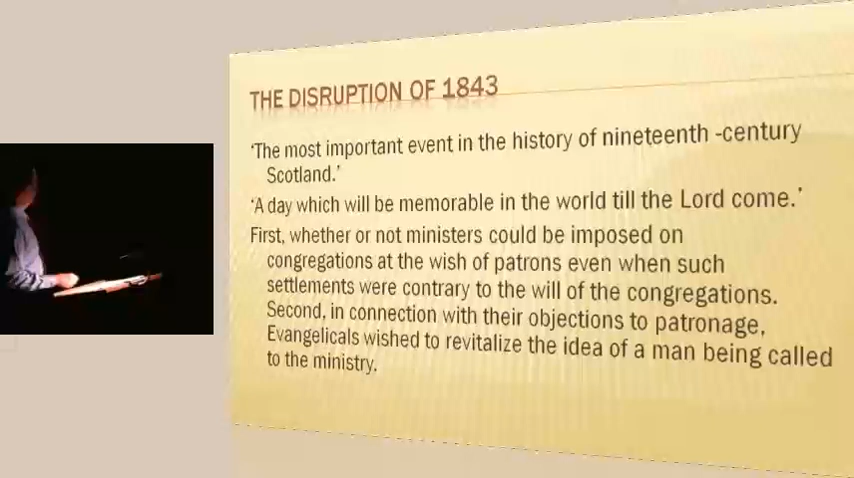 THE DISRUPTION OF 1843
‘The most important event in the history of nineteenth -century
Scotland.’
‘A day which will be memorable in the world till the Lord come.’
First, whether or not ministers could be imposed on
congregations at the wish of patrons even when such
settlements were contrary to the will of the congregations.
Second, in connection with their objections to patronage,
Evangelicals wished to revitalize the idea of a man being called
to the ministry.